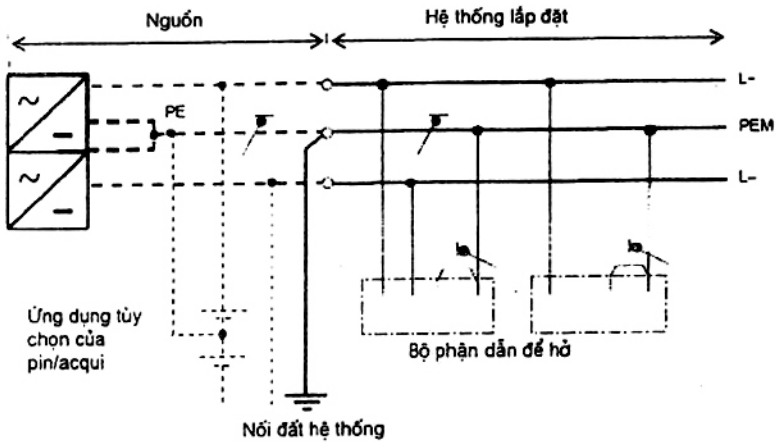 Nguồn
Hệ thống lắp đặt
L–
PE
PEM
L–
Ứng dụng tùy
chọn của
pin/acqui
Bộ phận dẫn để hở
Nối đất hệ thống